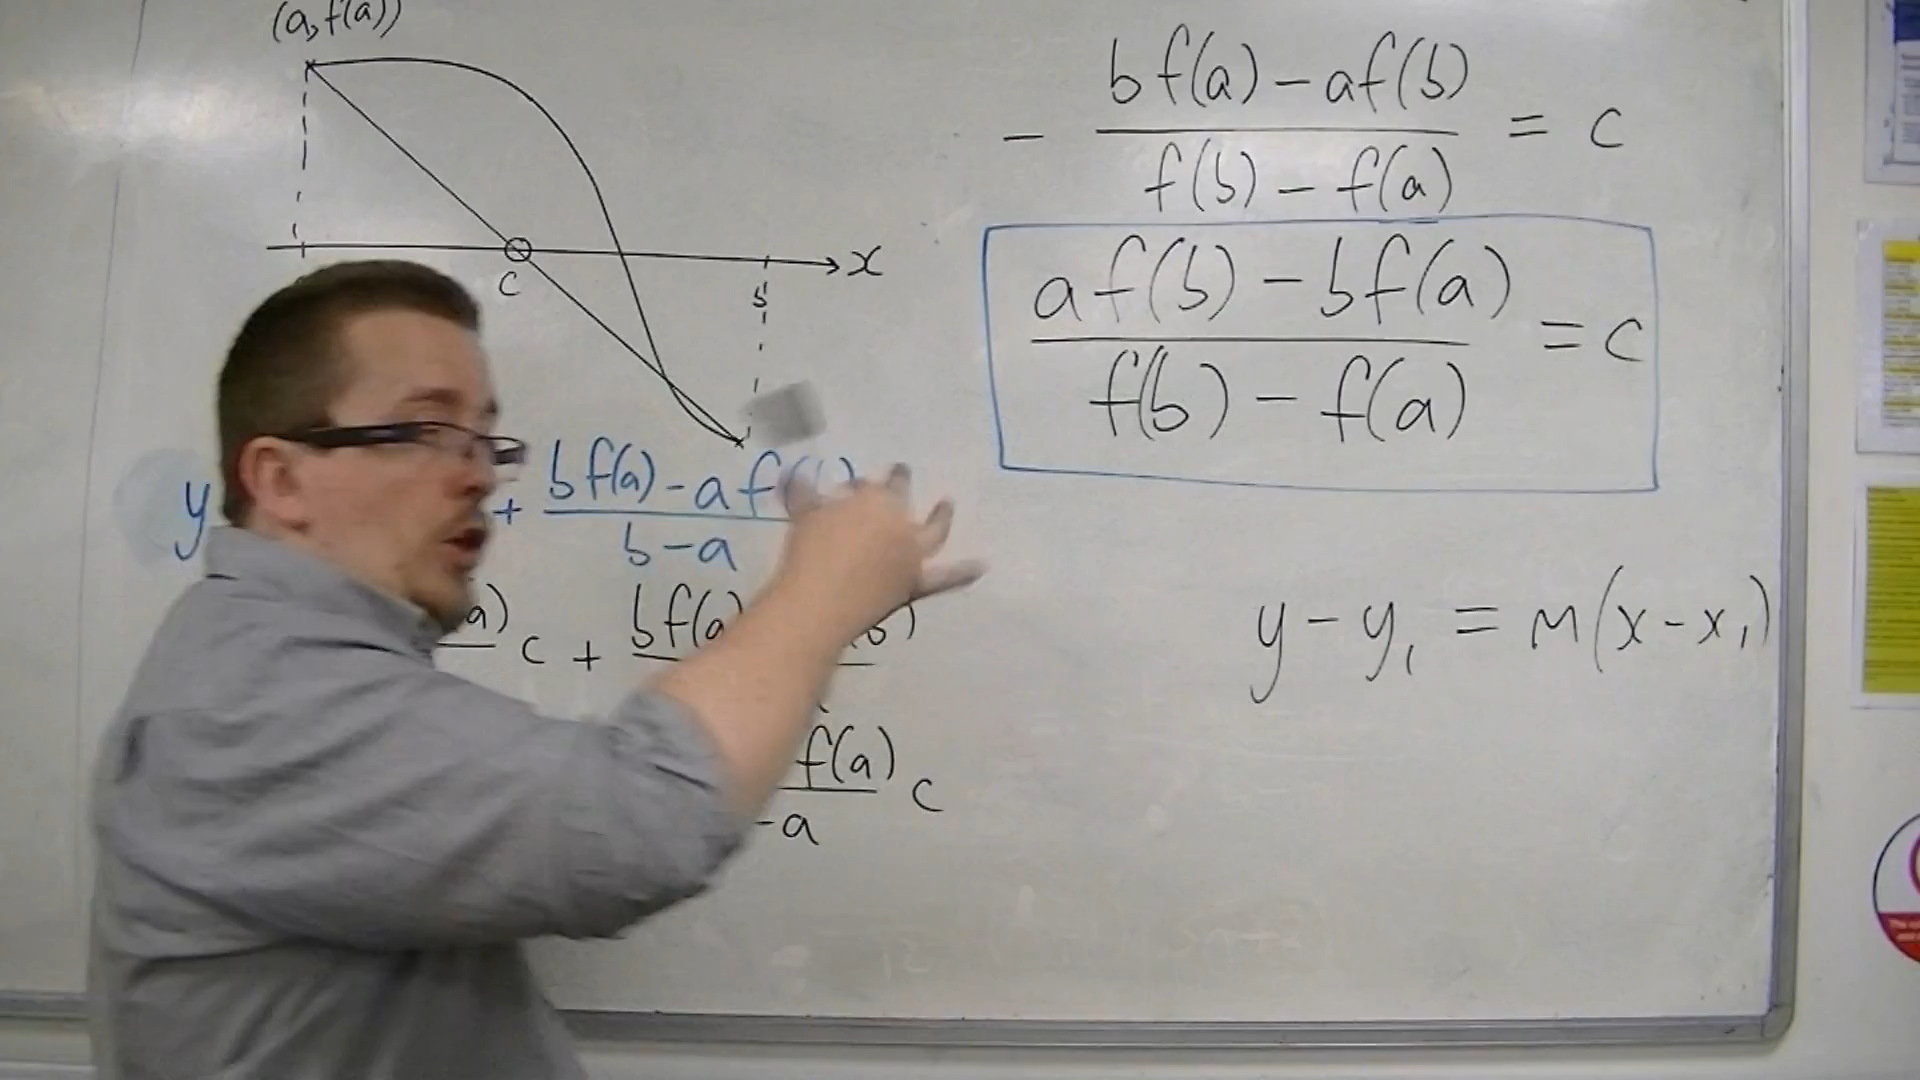 (a, f(a))
x
c
b
y + bf(a) - af
b - a
a) c + bf(a b)
f(a) c
-a
- bf(a) - af(b) / f(b) - f(a) = c
af(b) - bf(a) / f(b) - f(a) = c
y - y₁ = m(x - x₁)